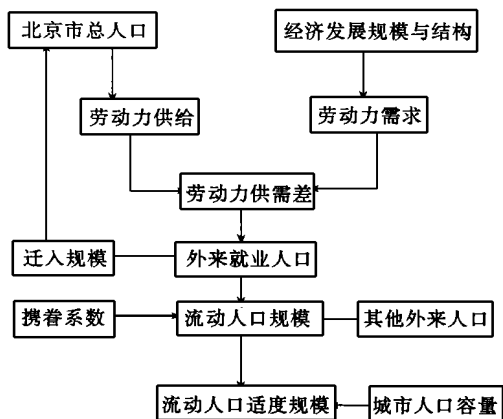 北京市总人口
经济发展规模与结构
劳动力供给
劳动力需求
劳动力供需差
迁入规模
外来就业人口
携眷系数
流动人口规模
其他外来人口
流动人口适度规模
城市人口容量